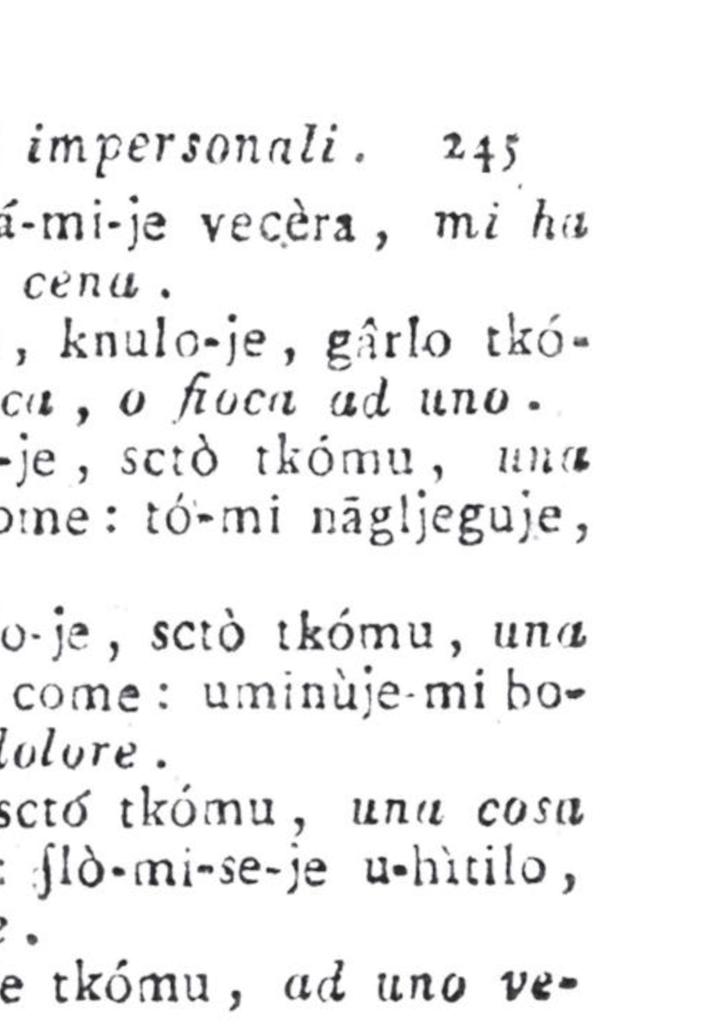 impersonali. 245
á-mi-je vecèra, mi ha
cena.
, knulo-je, gârlo tkó-
ca, o fioca ad uno.
-je, sctò tkómu, una
ome: tó-mi nāgljeguje,
o-je, sctò tkómu, una
come: uminùje-mi bo-
dolore.
sctó tkómu, una cosa
: ſlò-mi-se-je u-hìtilo,
e.
e tkómu, ad uno ve-